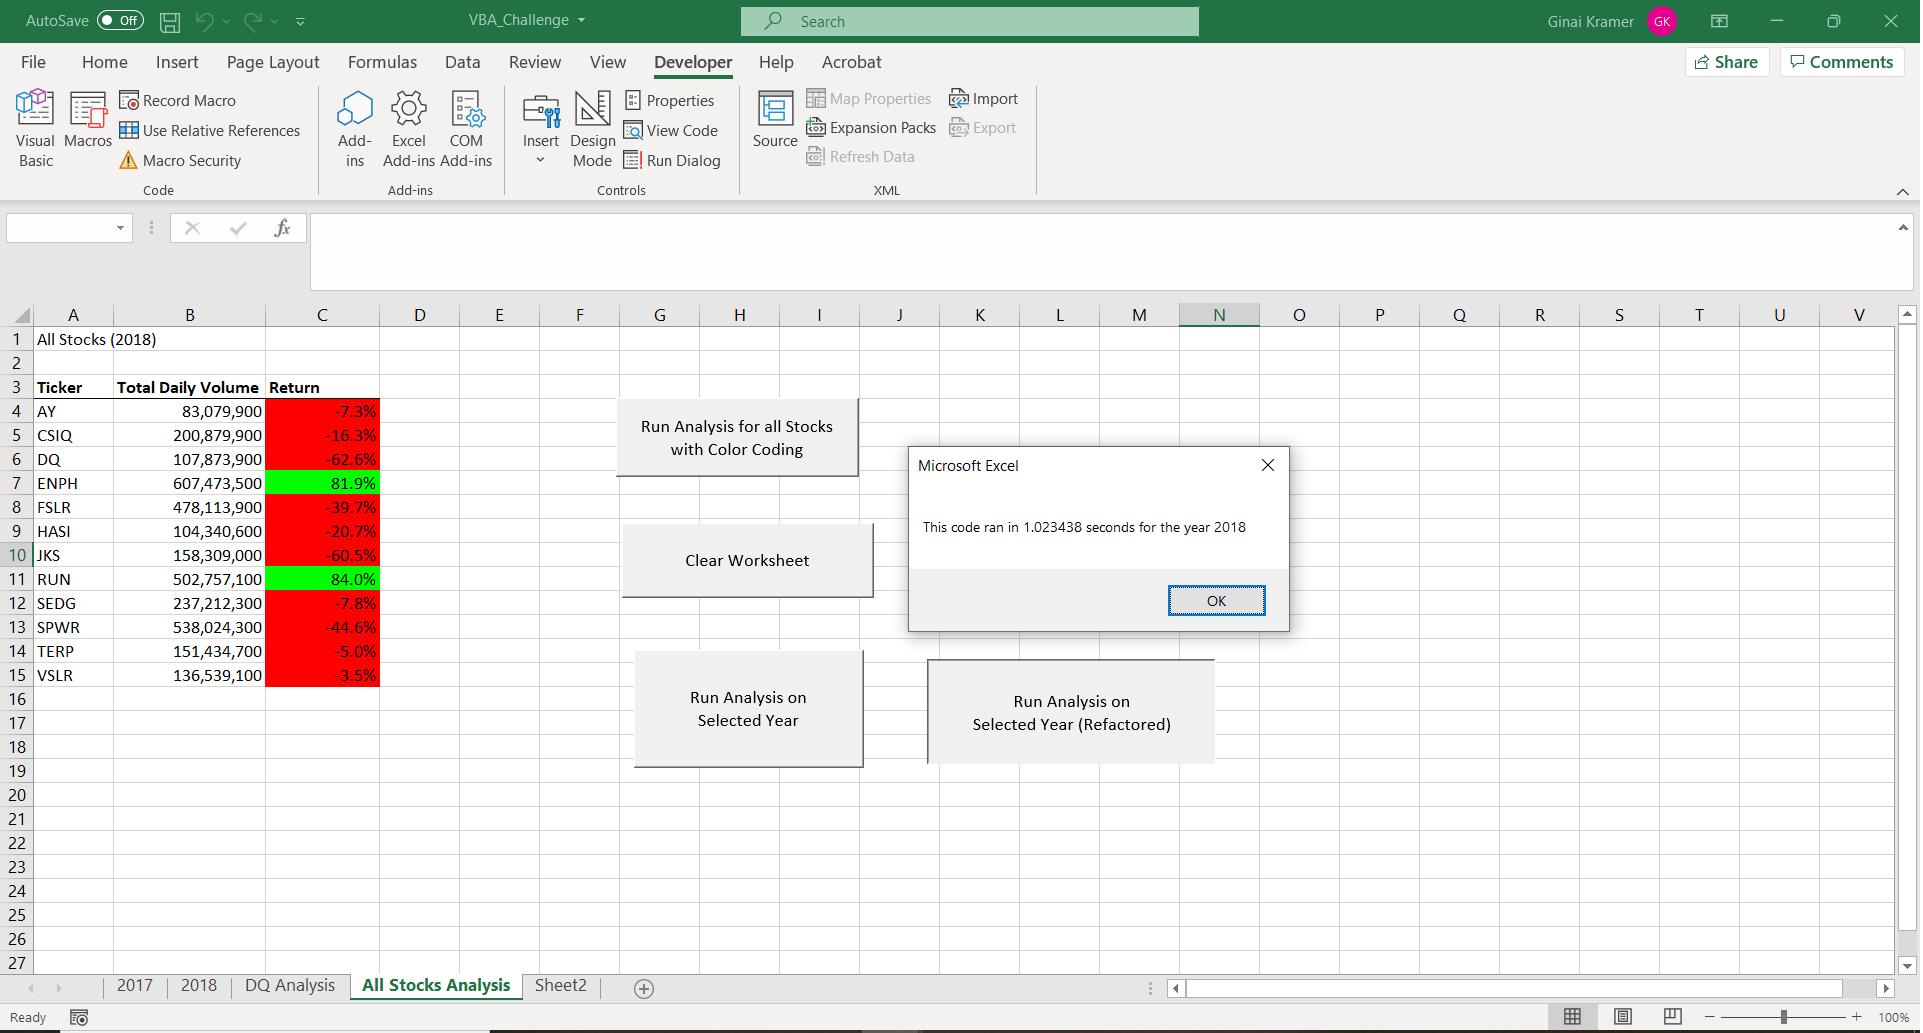 AutoSave Off VBA_Challenge Search Ginai Kramer GK
File Home Insert Page Layout Formulas Data Review View Developer Help Acrobat Share Comments
Visual Basic
Macros
Record Macro
Use Relative References
Macro Security
Code
Add-
ins
Excel
Add-ins
COM
Add-ins
Add-ins
Insert
Design
Mode
Properties
View Code
Run Dialog
Controls
Source
Map Properties
Expansion Packs
Refresh Data
Import
Export
XML
fx
A B C D E F G H I J K L M N O P Q R S T U V
1 All Stocks (2018)
2
3 Ticker Total Daily Volume Return
4 AY 83,079,900 -7.3%
5 CSIQ 200,879,900 -16.3%
6 DQ 107,873,900 -62.6%
7 ENPH 607,473,500 81.9%
8 FSLR 478,113,900 -39.7%
9 HASI 104,340,600 -20.7%
10 JKS 158,309,000 -60.5%
11 RUN 502,757,100 84.0%
12 SEDG 237,212,300 -7.8%
13 SPWR 538,024,300 -44.6%
14 TERP 151,434,700 -5.0%
15 VSLR 136,539,100 -3.5%
16
17
18
19
20
21
22
23
24
25
26
27
Run Analysis for all Stocks
with Color Coding
Clear Worksheet
Run Analysis on
Selected Year
Run Analysis on
Selected Year (Refactored)
Microsoft Excel
This code ran in 1.023438 seconds for the year 2018
OK
2017 2018 DQ Analysis All Stocks Analysis Sheet2
Ready 100%